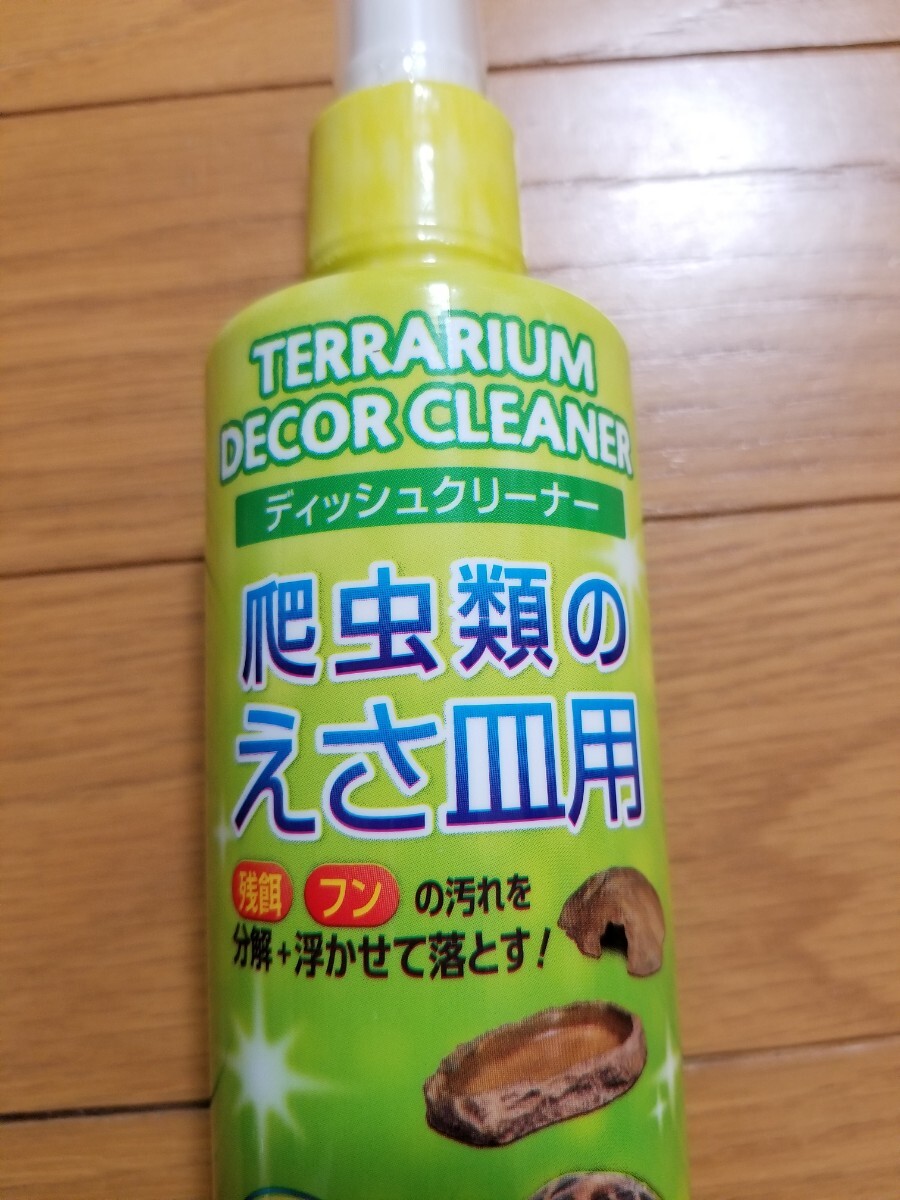 TERRARIUM
DECOR CLEANER
ディッシュクリーナー
爬虫類の
えさ皿用
残餌 フン の汚れを
分解+浮かせて落とす!